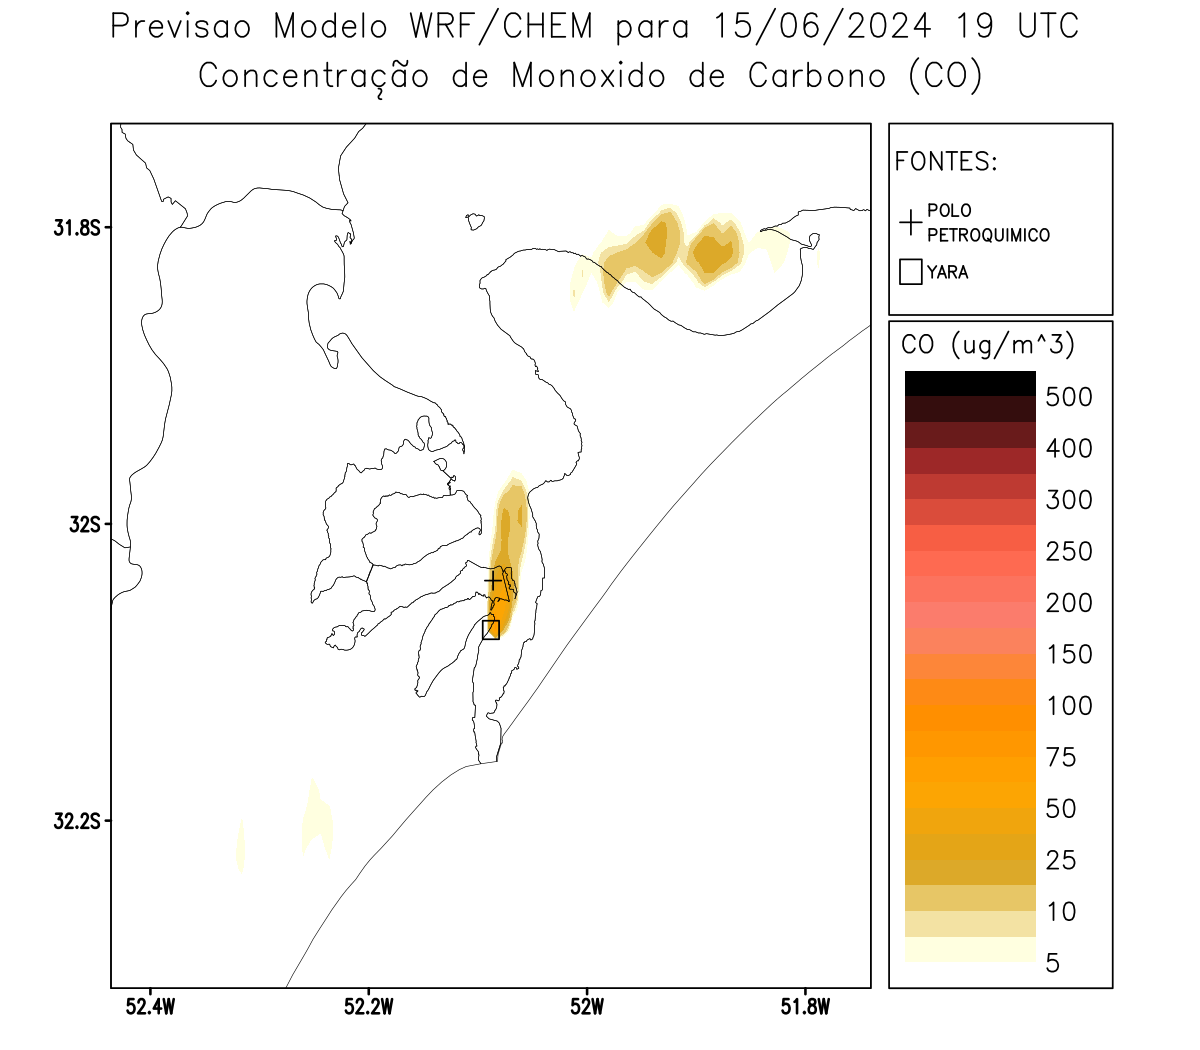 Previsao Modelo WRF/CHEM para 15/06/2024 19 UTC
Concentração de Monoxido de Carbono (CO)
FONTES:
POLO
PETROQUIMICO
YARA
CO (ug/m^3)
500
400
300
250
200
150
100
75
50
25
10
5
31.8S
32S
32.2S
52.4W
52.2W
52W
51.8W